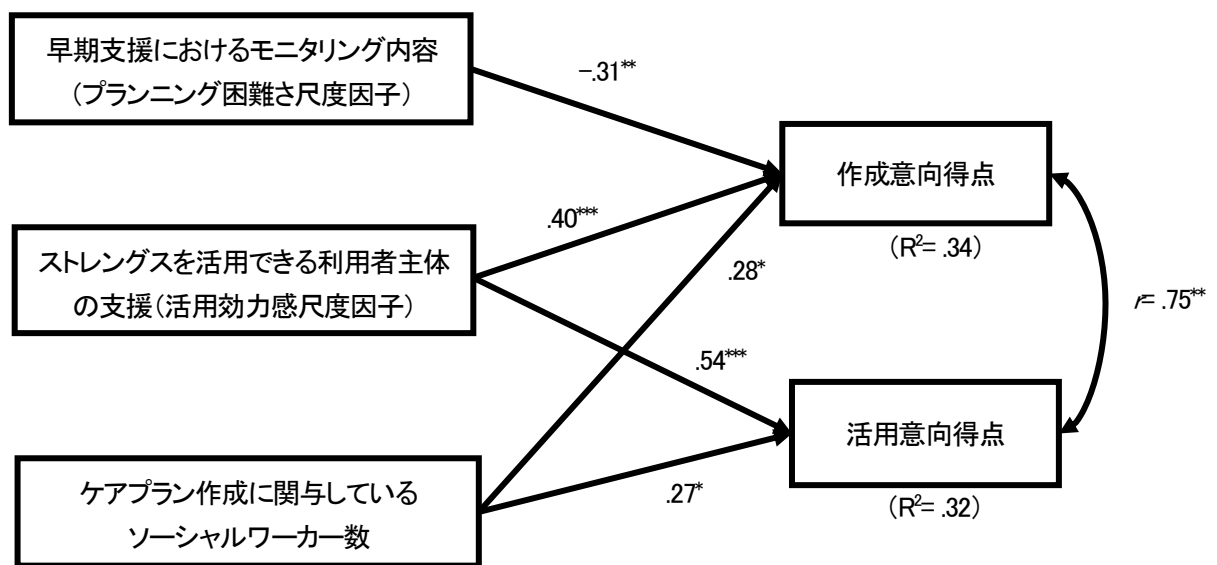 早期支援におけるモニタリング内容
（プランニング困難さ尺度因子）
−.31**
作成意向得点
（R²= .34）
ストレングスを活用できる利用者主体
の支援（活用効力感尺度因子）
.40***
.28*
r= .75**
.54***
活用意向得点
（R²= .32）
ケアプラン作成に関与している
ソーシャルワーカー数
.27*